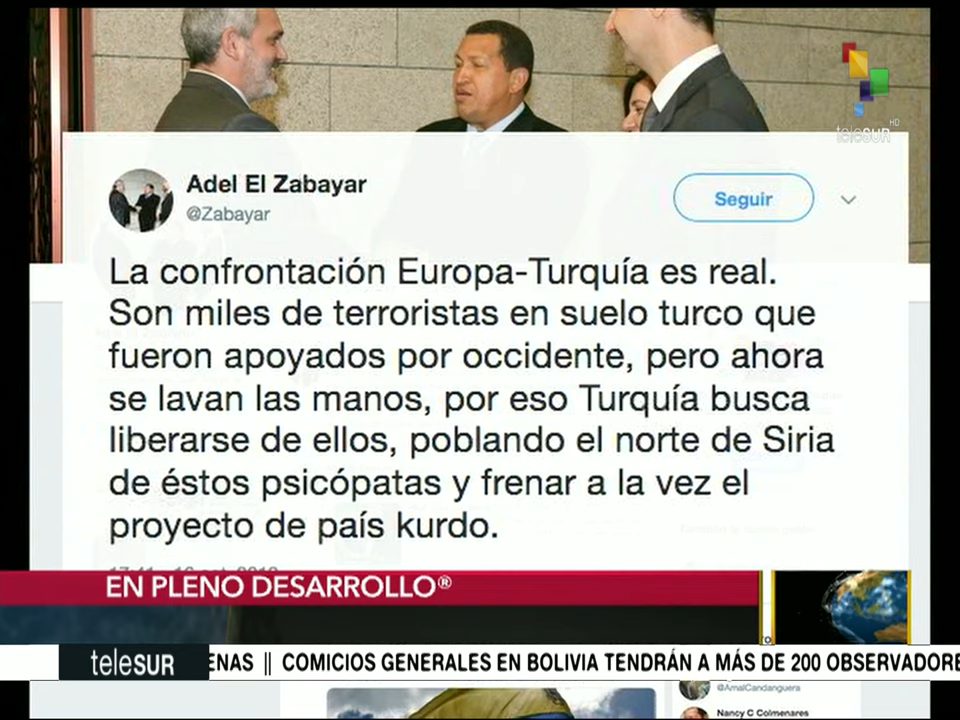 HD
teleSUR
Adel El Zabayar
@Zabayar
Seguir
La confrontación Europa-Turquía es real.
Son miles de terroristas en suelo turco que
fueron apoyados por occidente, pero ahora
se lavan las manos, por eso Turquía busca
liberarse de ellos, poblando el norte de Siria
de éstos psicópatas y frenar a la vez el
proyecto de país kurdo.
EN PLENO DESARROLLO®
teleSUR
ENAS || COMICIOS GENERALES EN BOLIVIA TENDRÁN A MÁS DE 200 OBSERVADORE
@AmalCandanguera
Nancy C Colmenares